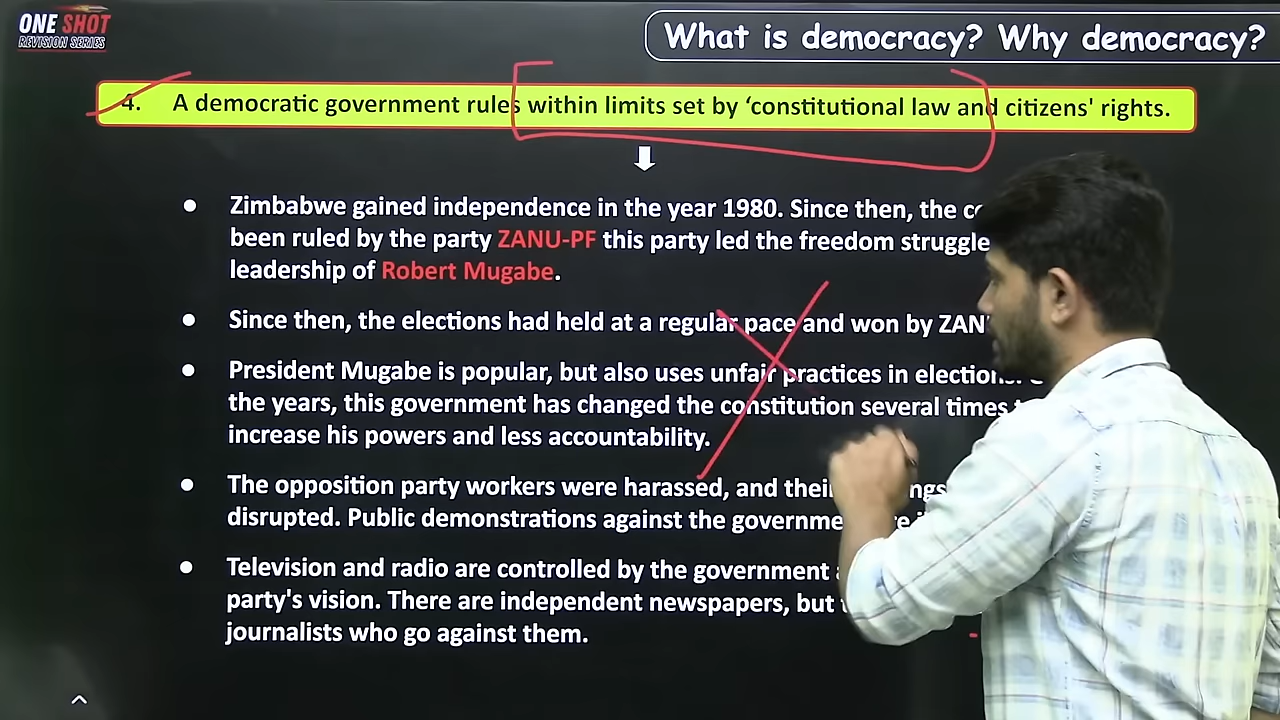 ONE SHOT
REVISION SERIES
What is democracy? Why democracy?
4. A democratic government rules within limits set by ‘constitutional law and citizens' rights.
● Zimbabwe gained independence in the year 1980. Since then, the
been ruled by the party ZANU-PF this party led the freedom struggle
leadership of Robert Mugabe.
● Since then, the elections had held at a regular pace and won by
● President Mugabe is popular, but also uses unfair practices in elections.
the years, this government has changed the constitution several times
increase his powers and less accountability.
● The opposition party workers were harassed, and their
disrupted. Public demonstrations against the
● Television and radio are controlled by the government
party's vision. There are independent newspapers, but
journalists who go against them.